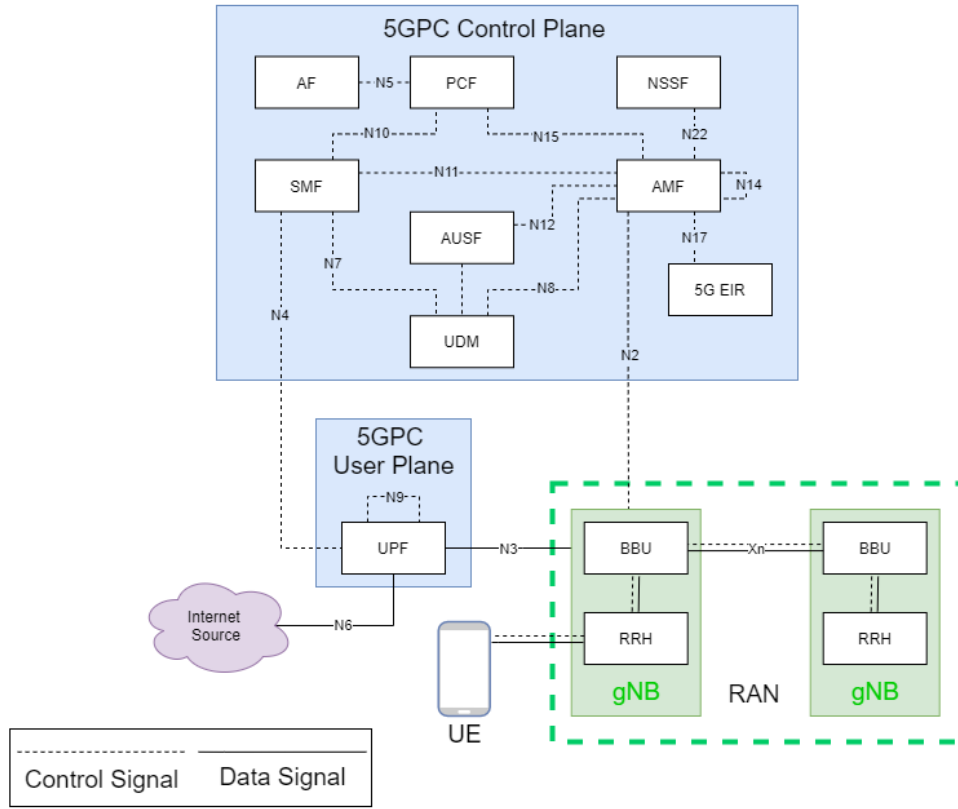 5GPC Control Plane
AF
N5
PCF
NSSF
N10
N15
N22
SMF
N11
AMF
N14
AUSF
N12
N17
N7
N8
5G EIR
N4
UDM
N2
5GPC
User Plane
N9
UPF
N3
BBU
Xn
BBU
Internet
Source
N6
RRH
RRH
gNB
RAN
gNB
UE
Control Signal
Data Signal